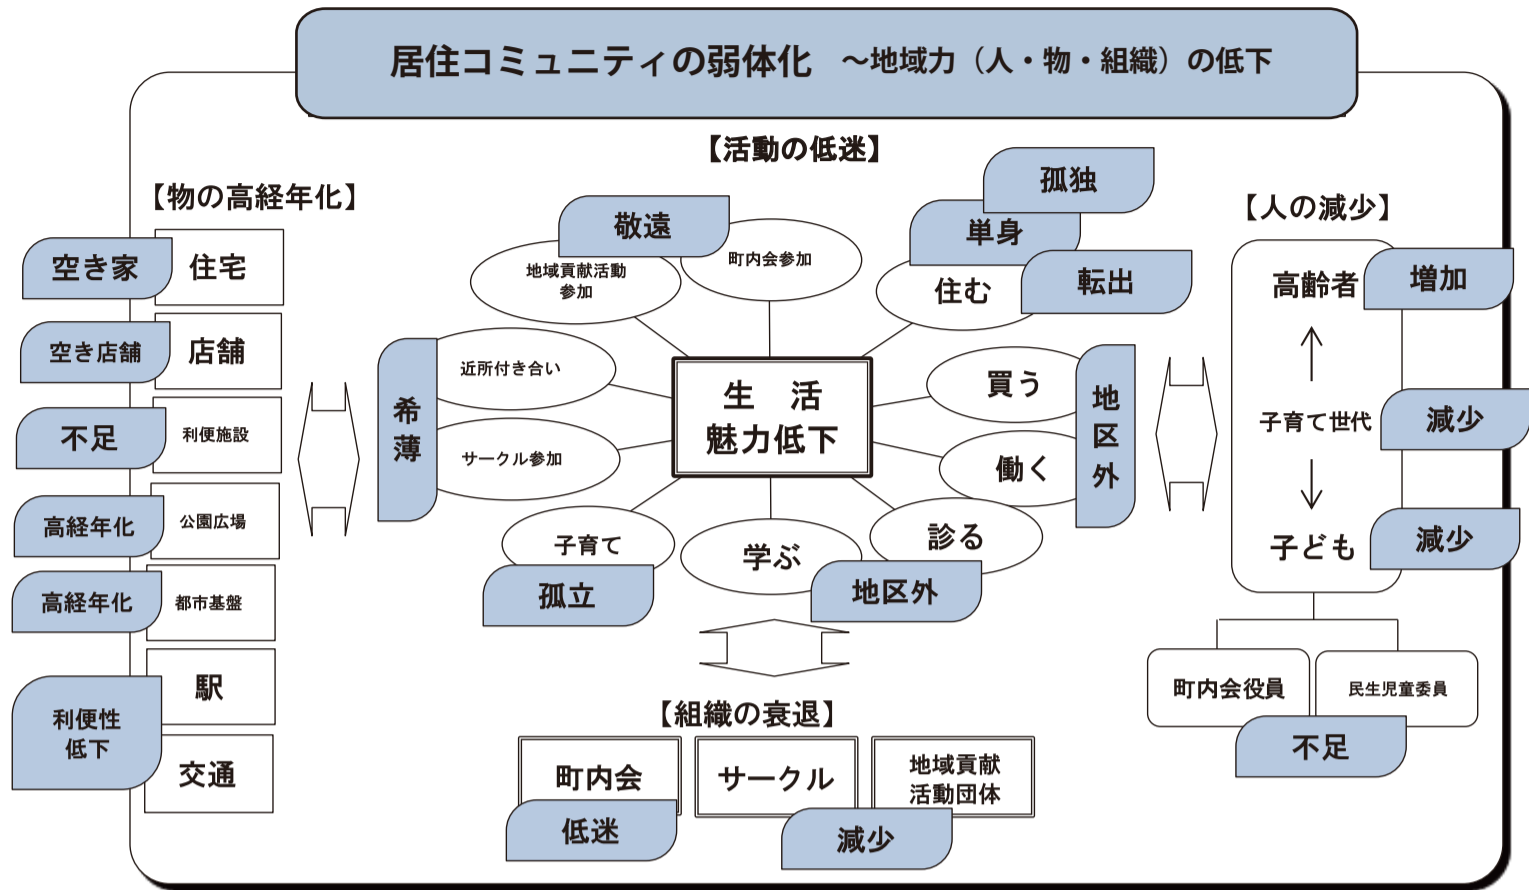 居住コミュニティの弱体化　～地域力（人・物・組織）の低下
【活動の低迷】
【物の高経年化】
空き家
住宅
空き店舗
店舗
不足
利便施設
高経年化
公園広場
高経年化
都市基盤
駅
利便性
低下
交通
敬遠
地域貢献活動
参加
町内会参加
孤独
単身
住む
転出
希薄
近所付き合い
サークル参加
生　活
魅力低下
買う
働く
地区外
子育て
孤立
学ぶ
診る
地区外
【人の減少】
高齢者
増加
子育て世代
減少
子ども
減少
町内会役員
民生児童委員
不足
【組織の衰退】
町内会
低迷
サークル
地域貢献
活動団体
減少